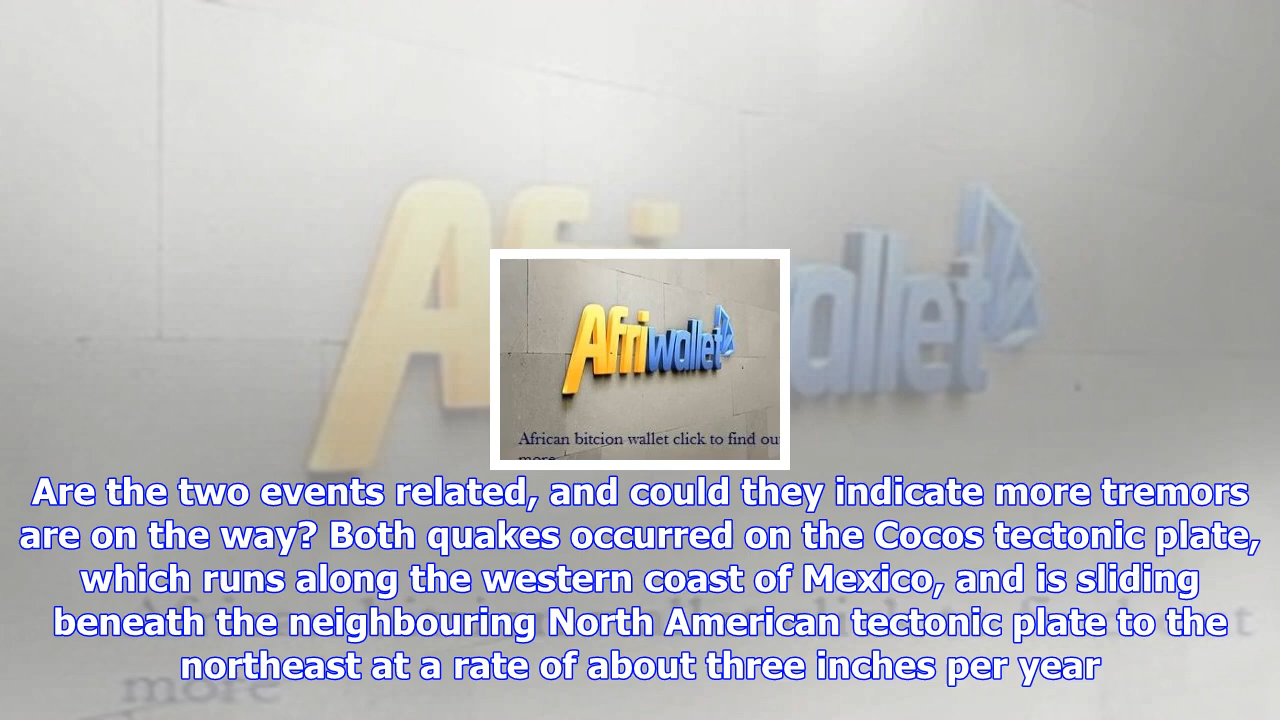 Afriwallet
African bitcion wallet click to find ou
more
Are the two events related, and could they indicate more tremors
are on the way? Both quakes occurred on the Cocos tectonic plate,
which runs along the western coast of Mexico, and is sliding
beneath the neighbouring North American tectonic plate to the
northeast at a rate of about three inches per year